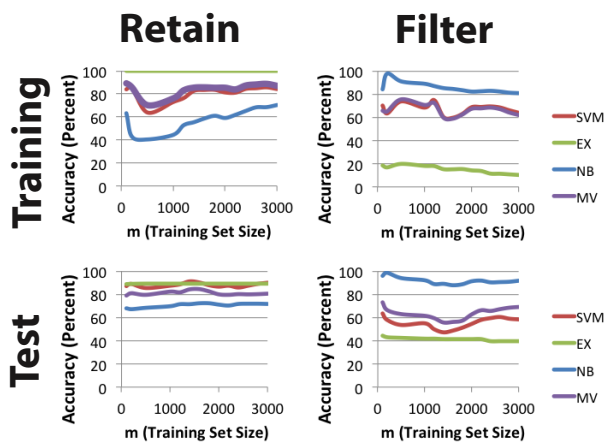 Retain
Filter
Training
Accuracy (Percent)
100
80
60
40
20
0
0 1000 2000 3000
m (Training Set Size)
Accuracy (Percent)
100
80
60
40
20
0
0 1000 2000 3000
m (Training Set Size)
SVM
EX
NB
MV
Test
Accuracy (Percent)
100
80
60
40
20
0
0 1000 2000 3000
m (Training Set Size)
Accuracy (Percent)
100
80
60
40
20
0
0 1000 2000 3000
m (Training Set Size)
SVM
EX
NB
MV